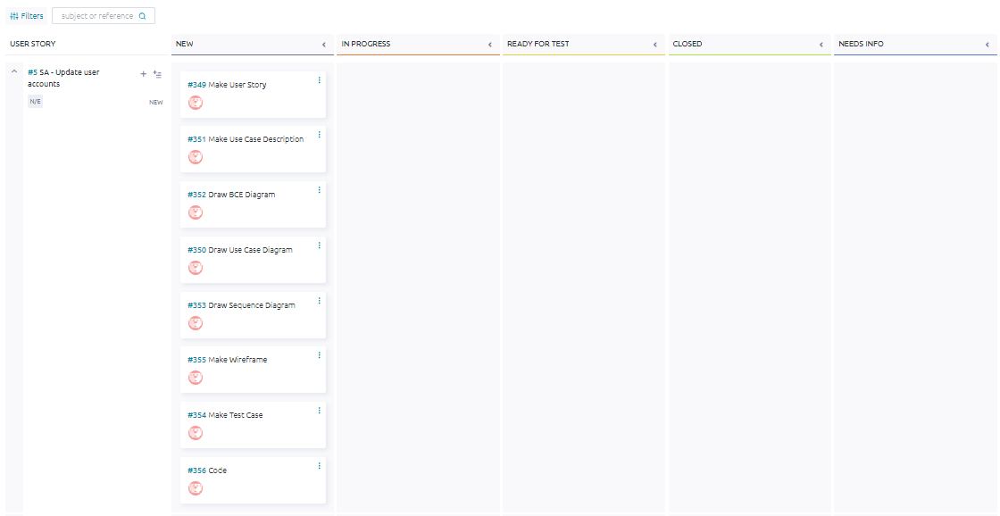 Filters
subject or reference
USER STORY
NEW
IN PROGRESS
READY FOR TEST
CLOSED
NEEDS INFO
#5 SA - Update user
accounts
N/E
NEW
#349 Make User Story
#351 Make Use Case Description
#352 Draw BCE Diagram
#350 Draw Use Case Diagram
#353 Draw Sequence Diagram
#355 Make Wireframe
#354 Make Test Case
#356 Code